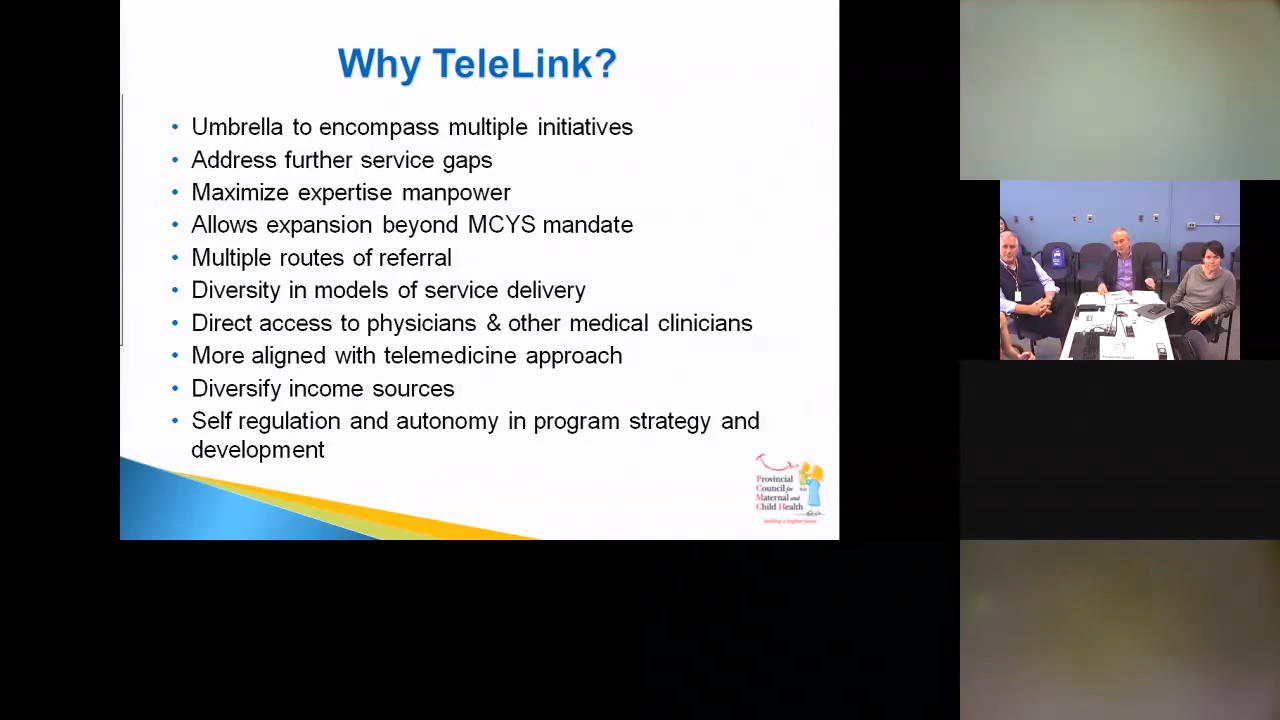 Why TeleLink?
• Umbrella to encompass multiple initiatives
• Address further service gaps
• Maximize expertise manpower
• Allows expansion beyond MCYS mandate
• Multiple routes of referral
• Diversity in models of service delivery
• Direct access to physicians & other medical clinicians
• More aligned with telemedicine approach
• Diversify income sources
• Self regulation and autonomy in program strategy and
development
Provincial
Council for
Maternal and
Child Health
building a brighter future